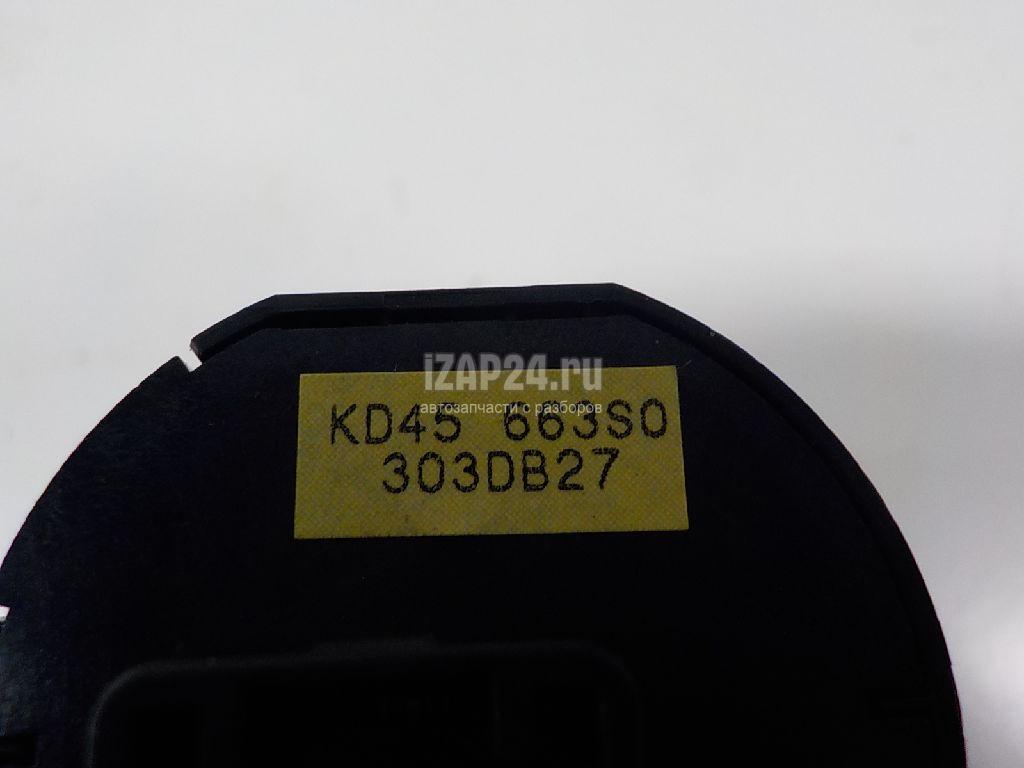 iZAP24.ru
автозапчасти с разборов
KD45 663S0
303DB27